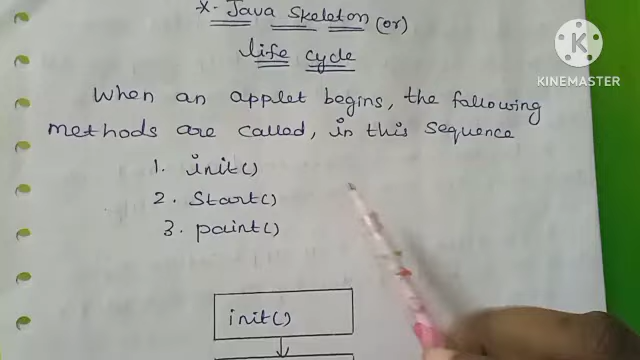 x. Java Skeleton (or)
life cycle
When an applet begins, the following
methods are called, in this sequence
1. init()
2. Start()
3. paint()
init()
KINEMASTER